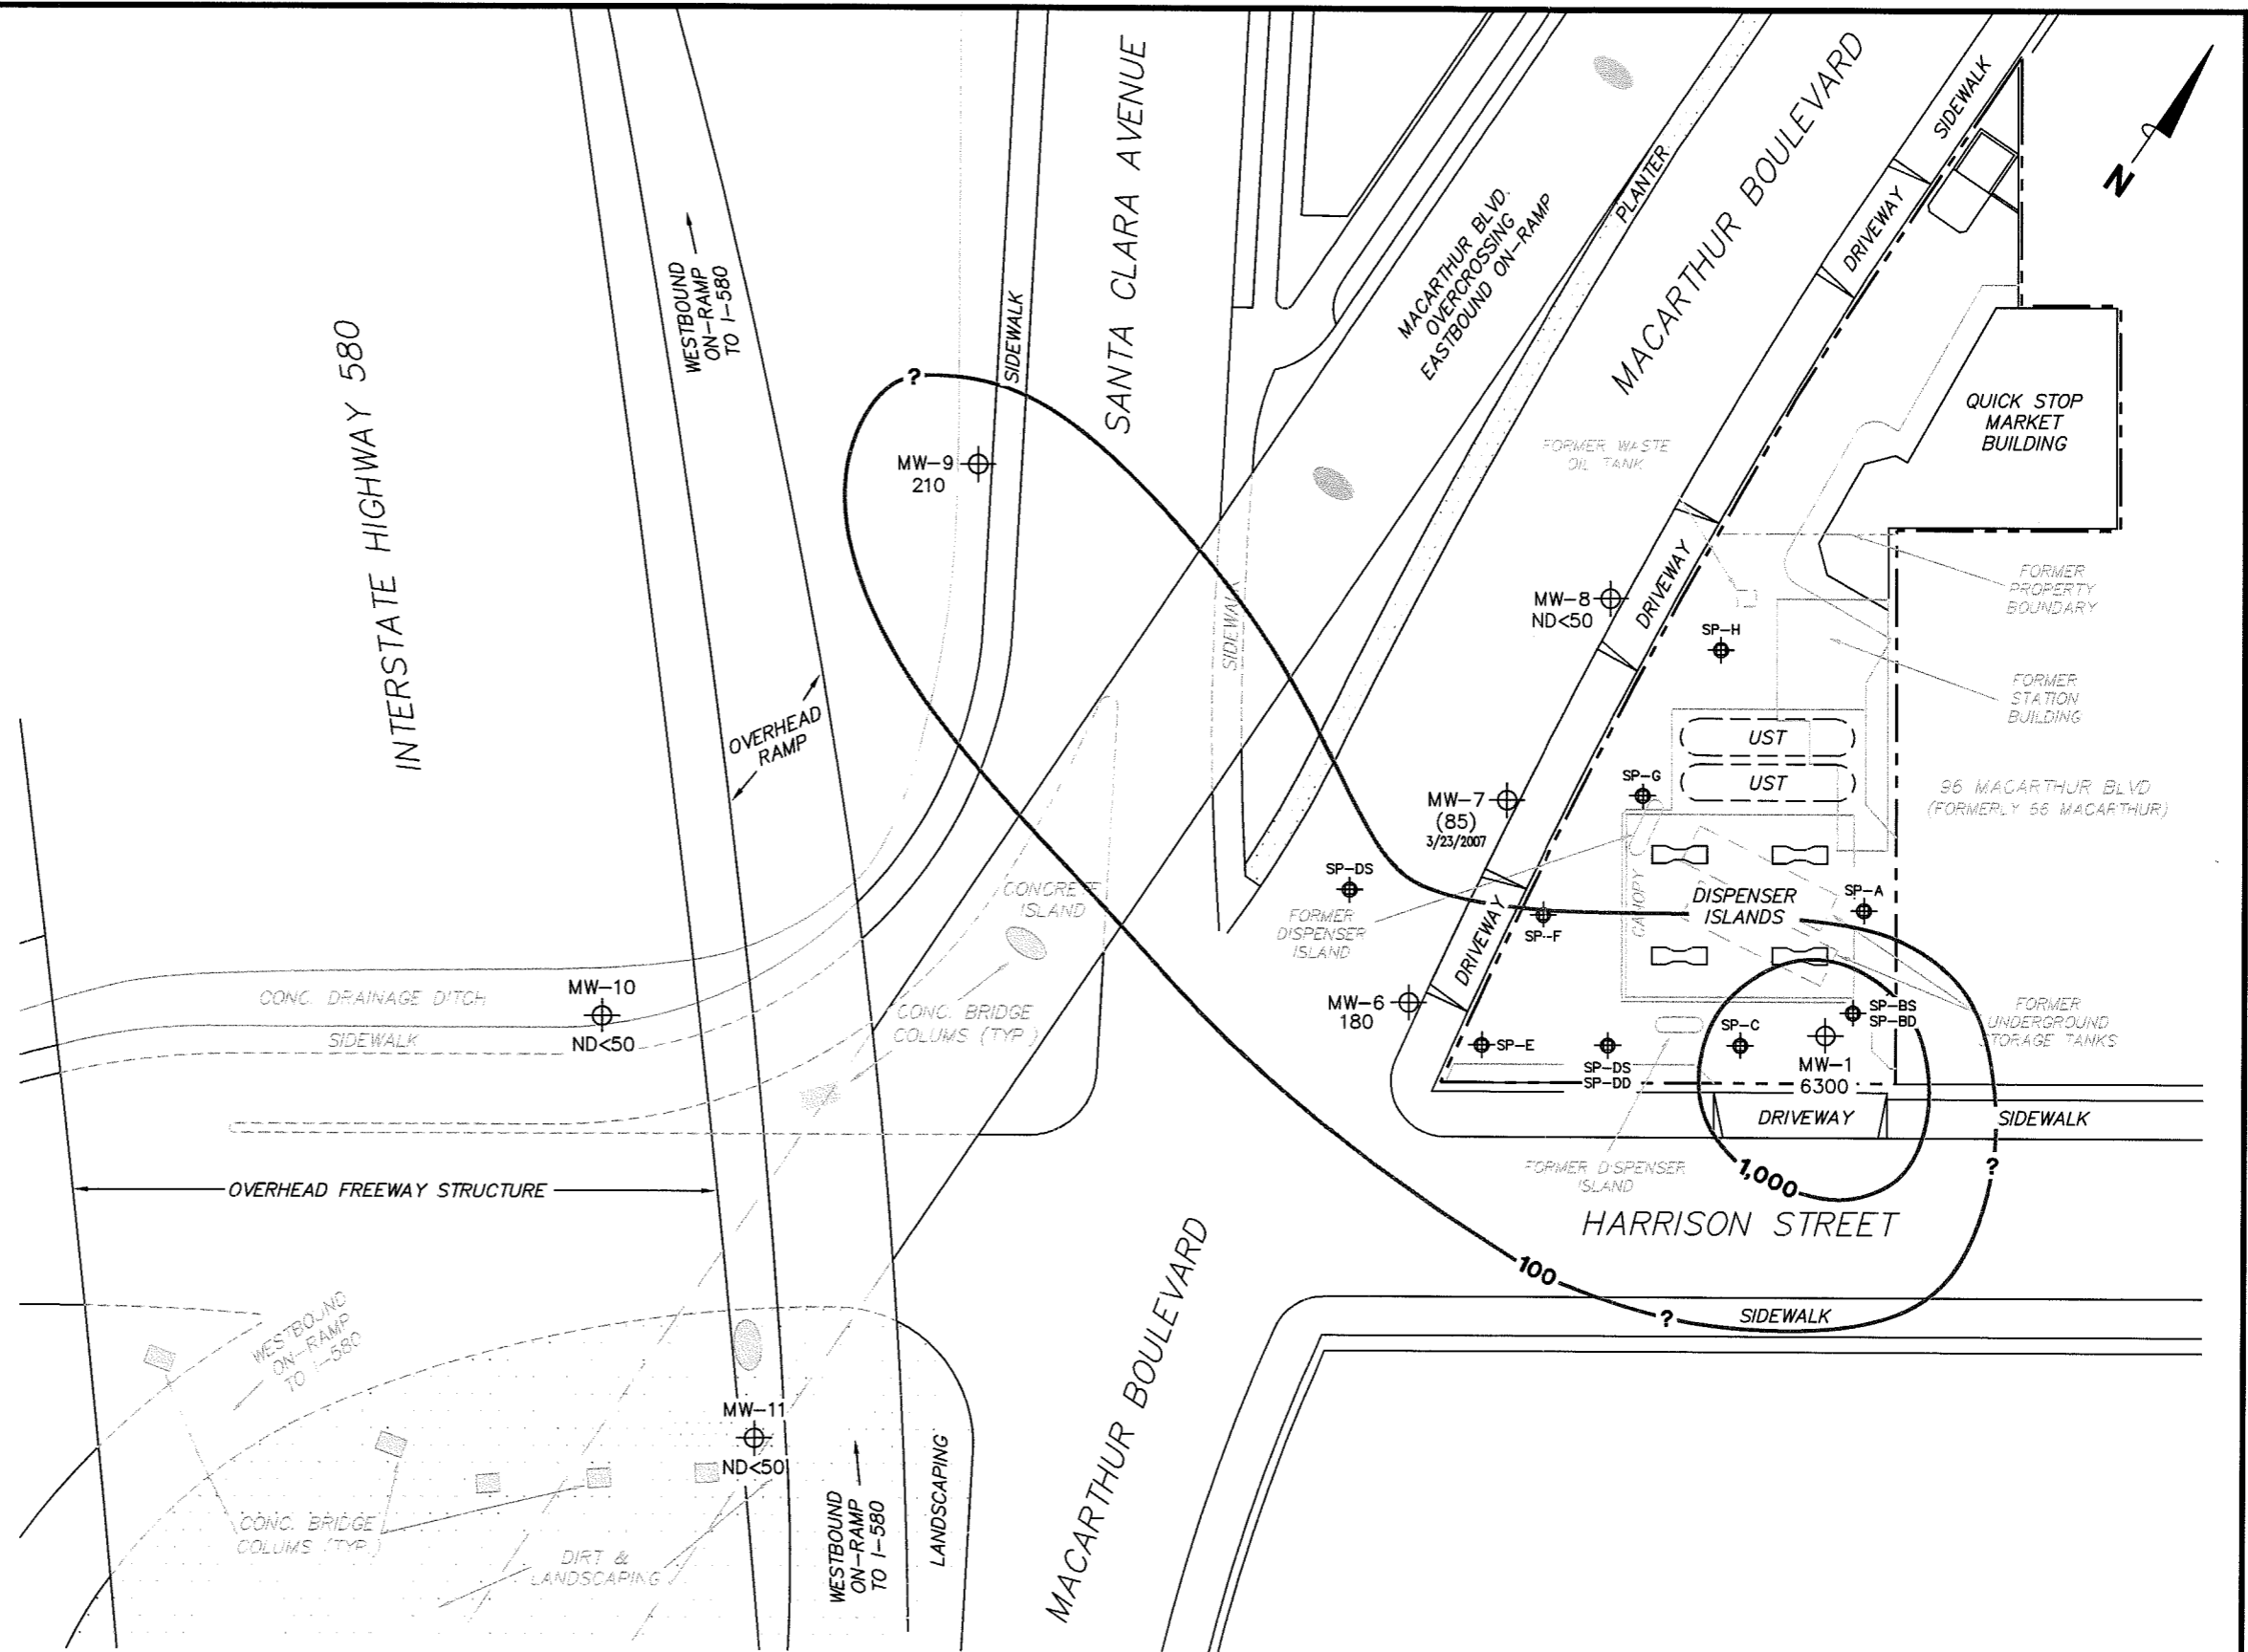 INTERSTATE HIGHWAY 580
WESTBOUND
ON-RAMP
TO I-580
SIDEWALK
SANTA CLARA AVENUE
MACARTHUR BLVD.
OVERCROSSING
EASTBOUND ON-RAMP
PLANTER
MACARTHUR BOULEVARD
SIDEWALK
DRIVEWAY
N
QUICK STOP
MARKET
BUILDING
?
MW-9
210
FORMER WASTE
OIL TANK
SIDEWALK
MW-8
ND<50
DRIVEWAY
SP-H
FORMER
PROPERTY
BOUNDARY
FORMER
STATION
BUILDING
OVERHEAD
RAMP
UST
UST
SP-G
MW-7
(85)
3/23/2007
96 MACARTHUR BLVD
(FORMERLY 66 MACARTHUR)
SP-DS
CONCRETE
ISLAND
FORMER
DISPENSER
ISLAND
DRIVEWAY
SP-F
CANOPY
DISPENSER
ISLANDS
SP-A
CONC. DRAINAGE DITCH
SIDEWALK
MW-10
ND<50
CONC. BRIDGE
COLUMS (TYP.)
MW-6
180
SP-E
SP-DS
SP-DD
SP-C
SP-BS
SP-BD
MW-1
6300
FORMER
UNDERGROUND
STORAGE TANKS
DRIVEWAY
SIDEWALK
?
FORMER DISPENSER
ISLAND
1,000
OVERHEAD FREEWAY STRUCTURE
HARRISON STREET
100
?
SIDEWALK
WESTBOUND
ON-RAMP
TO I-580
MW-11
ND<50
CONC. BRIDGE
COLUMS (TYP.)
DIRT &
LANDSCAPING
WESTBOUND
ON-RAMP
TO I-580
LANDSCAPING
MACARTHUR BOULEVARD